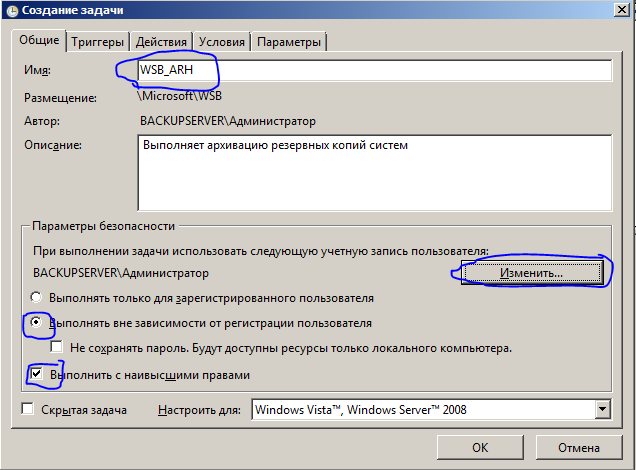 Создание задачи
Общие Триггеры Действия Условия Параметры
Имя: WSB_ARH
Размещение: \Microsoft\WSB
Автор: BACKUPSERVER\Администратор
Описание: Выполняет архивацию резервных копий систем
Параметры безопасности
При выполнении задачи использовать следующую учетную запись пользователя:
BACKUPSERVER\Администратор Изменить...
Выполнять только для зарегистрированного пользователя
Выполнять вне зависимости от регистрации пользователя
Не сохранять пароль. Будут доступны ресурсы только локального компьютера.
Выполнить с наивысшими правами
Скрытая задача Настроить для: Windows Vista™, Windows Server™ 2008
OK Отмена